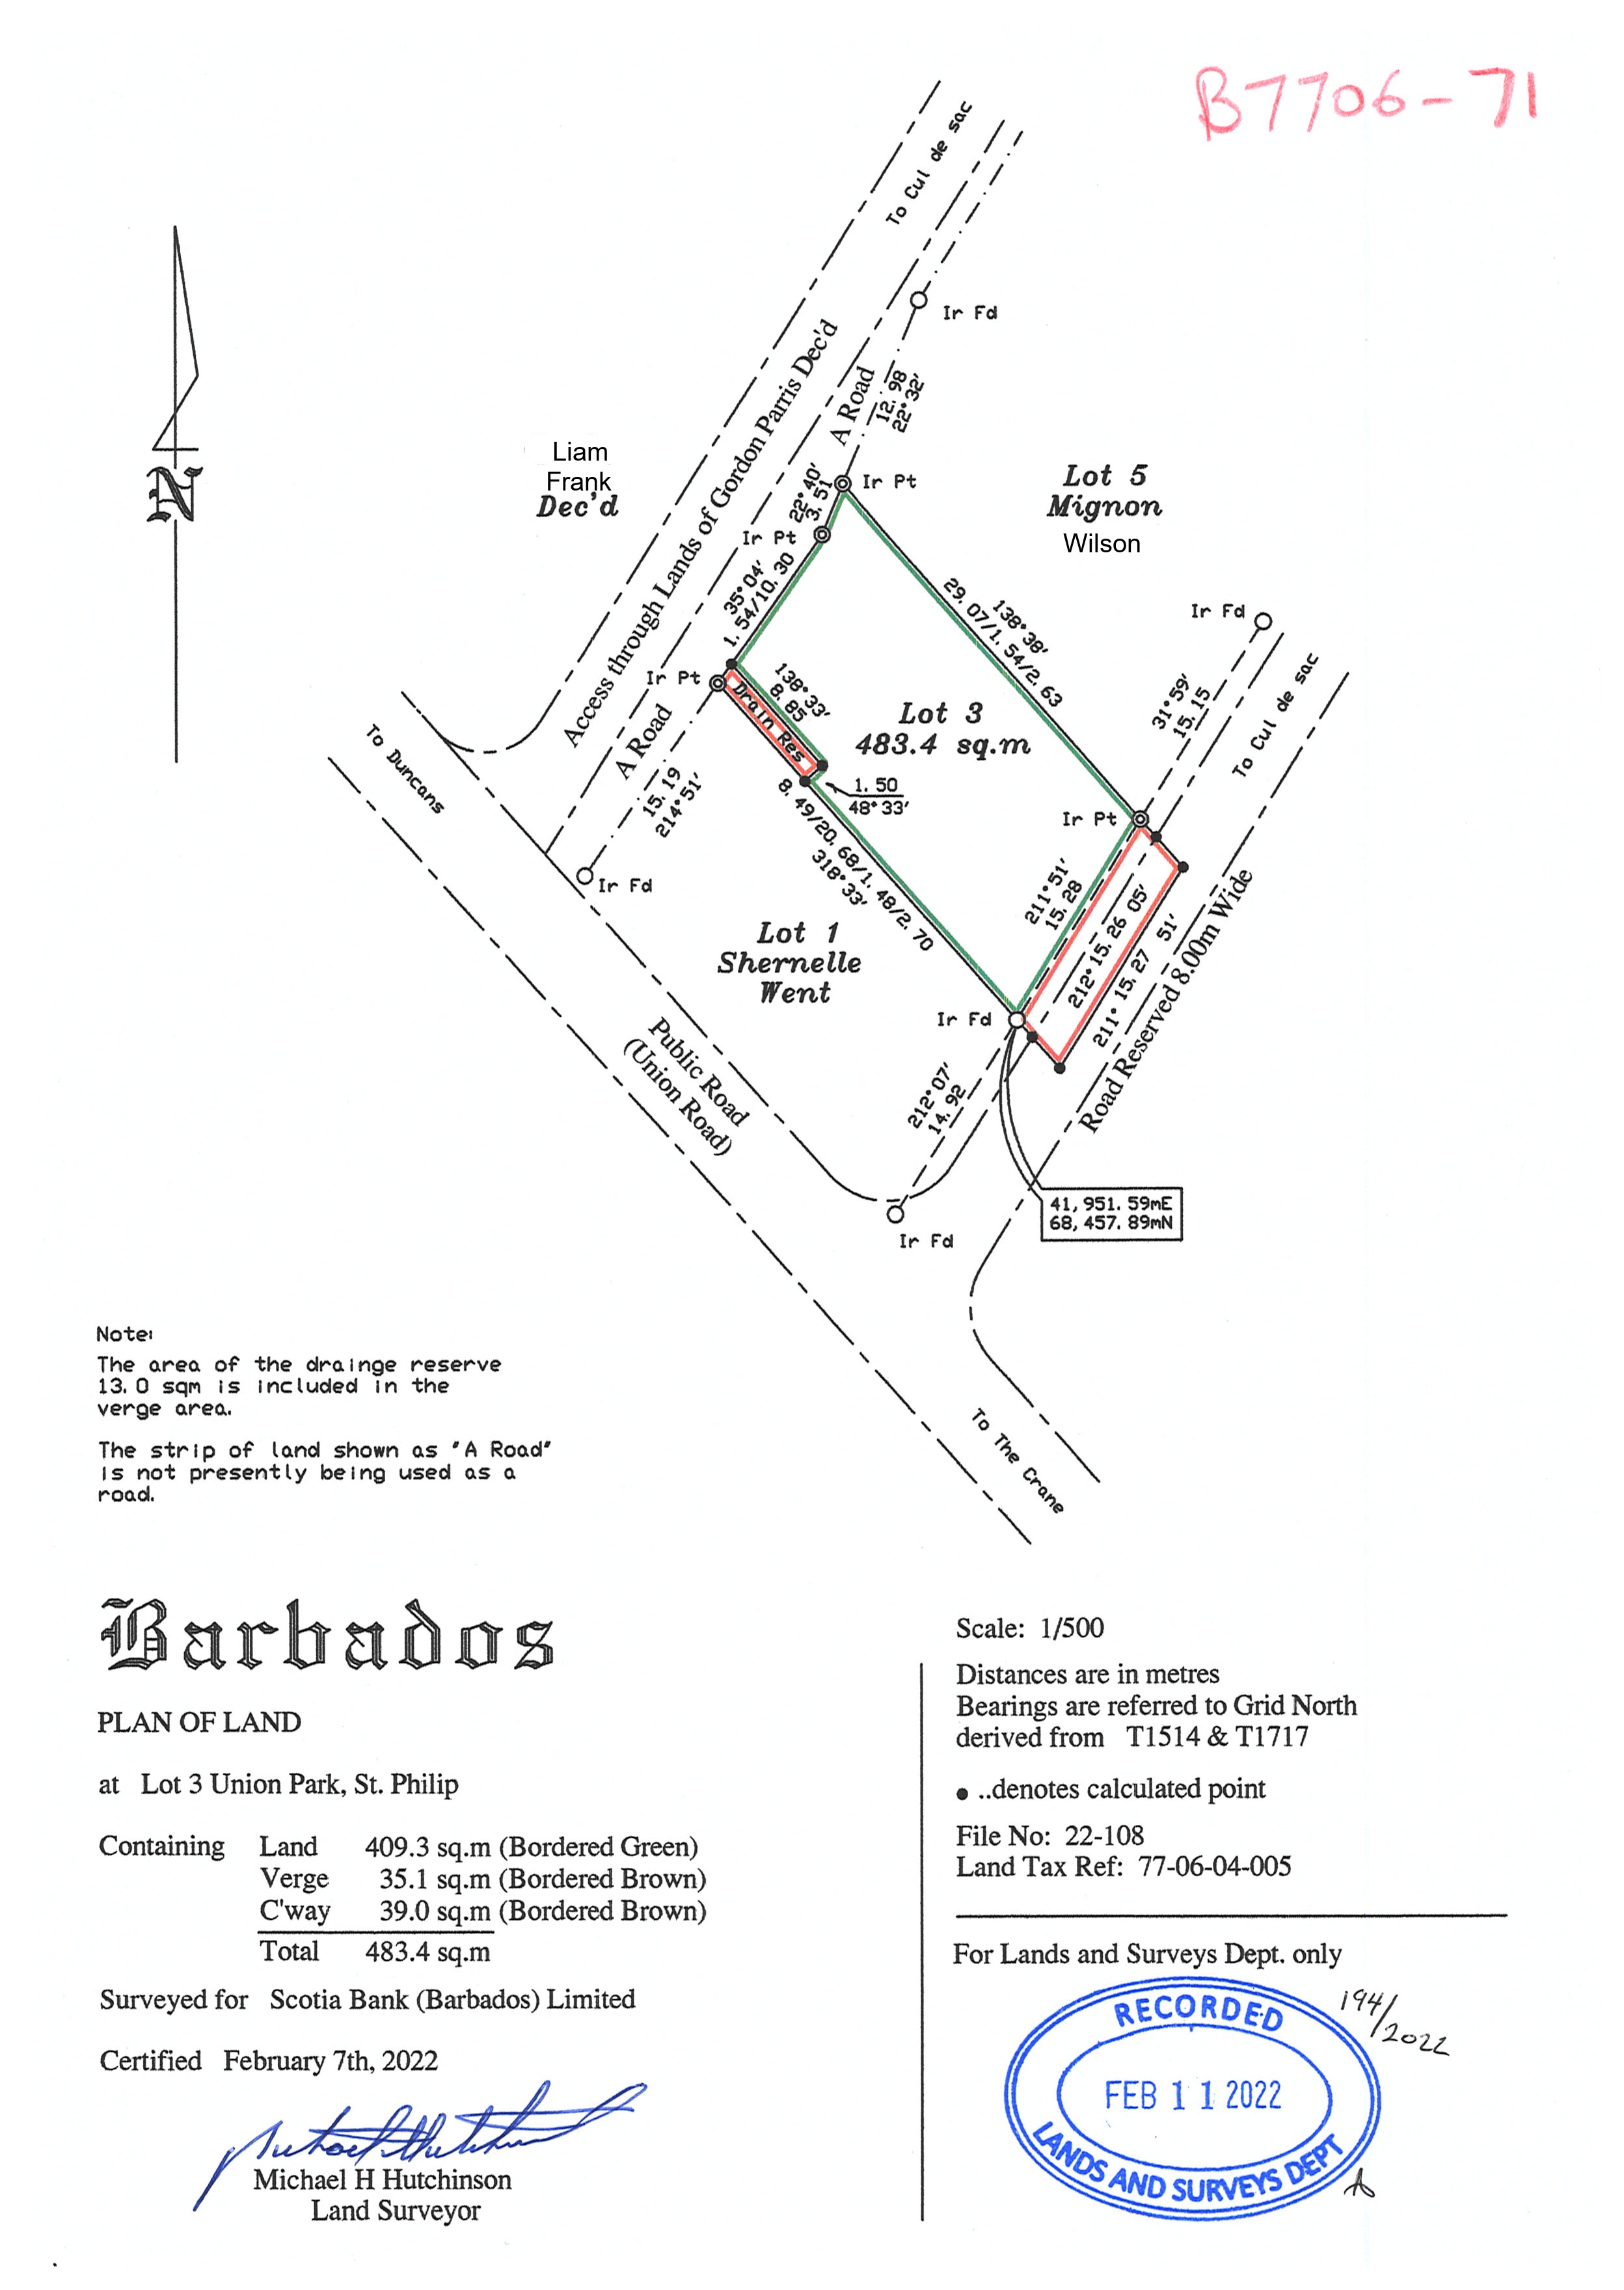 B7706-71
To Cul de sac
Ir Fd
Access through Lands of Gordon Parris Dec'd
A Road
12.98
22°32'
Liam
Frank
Dec'd
22°40'
3.51
Ir Pt
Lot 5
Mignon
Wilson
Ir Pt
35°04'
1.54/10.30
138°38'
29.07/1.54/2.63
Ir Fd
Ir Pt
Drain Res
138°33'
8.85
Lot 3
483.4 sq.m
31°59'
15.15
To Cul de sac
To Duncans
A Road
15.19
214°51'
1.50
48°33'
Ir Pt
8.49/20.68/1.48/2.70
318°33'
Ir Fd
211°51'
15.28
212° 15.26 05'
211° 15.27 51'
Road Reserved 8.00m Wide
Lot 1
Shernelle
Went
Ir Fd
Public Road
(Union Road)
212°07'
14.92
41,951.59mE
68,457.89mN
Ir Fd
Note:
The area of the drainge reserve
13.0 sqm is included in the
verge area.
The strip of land shown as "A Road"
is not presently being used as a
road.
To The Crane
N
Barbados
PLAN OF LAND
at Lot 3 Union Park, St. Philip
Containing Land 409.3 sq.m (Bordered Green)
Verge 35.1 sq.m (Bordered Brown)
C'way 39.0 sq.m (Bordered Brown)
Total 483.4 sq.m
Surveyed for Scotia Bank (Barbados) Limited
Certified February 7th, 2022
Michael H Hutchinson
Land Surveyor
Scale: 1/500
Distances are in metres
Bearings are referred to Grid North
derived from T1514 & T1717
● ..denotes calculated point
File No: 22-108
Land Tax Ref: 77-06-04-005
For Lands and Surveys Dept. only
194/2022
RECORDED
FEB 11 2022
LANDS AND SURVEYS DEPT